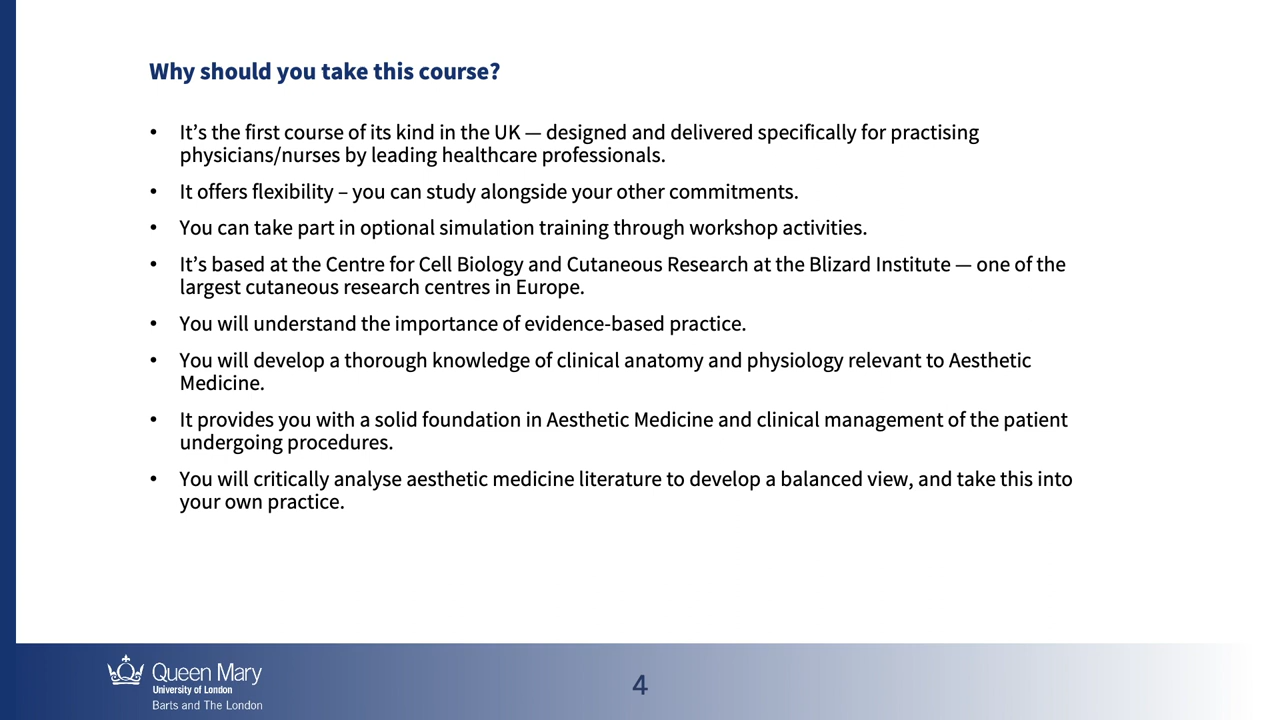 Why should you take this course?
• It’s the first course of its kind in the UK — designed and delivered specifically for practising
physicians/nurses by leading healthcare professionals.
• It offers flexibility – you can study alongside your other commitments.
• You can take part in optional simulation training through workshop activities.
• It’s based at the Centre for Cell Biology and Cutaneous Research at the Blizard Institute — one of the
largest cutaneous research centres in Europe.
• You will understand the importance of evidence-based practice.
• You will develop a thorough knowledge of clinical anatomy and physiology relevant to Aesthetic
Medicine.
• It provides you with a solid foundation in Aesthetic Medicine and clinical management of the patient
undergoing procedures.
• You will critically analyse aesthetic medicine literature to develop a balanced view, and take this into
your own practice.
Queen Mary
University of London
Barts and The London
4